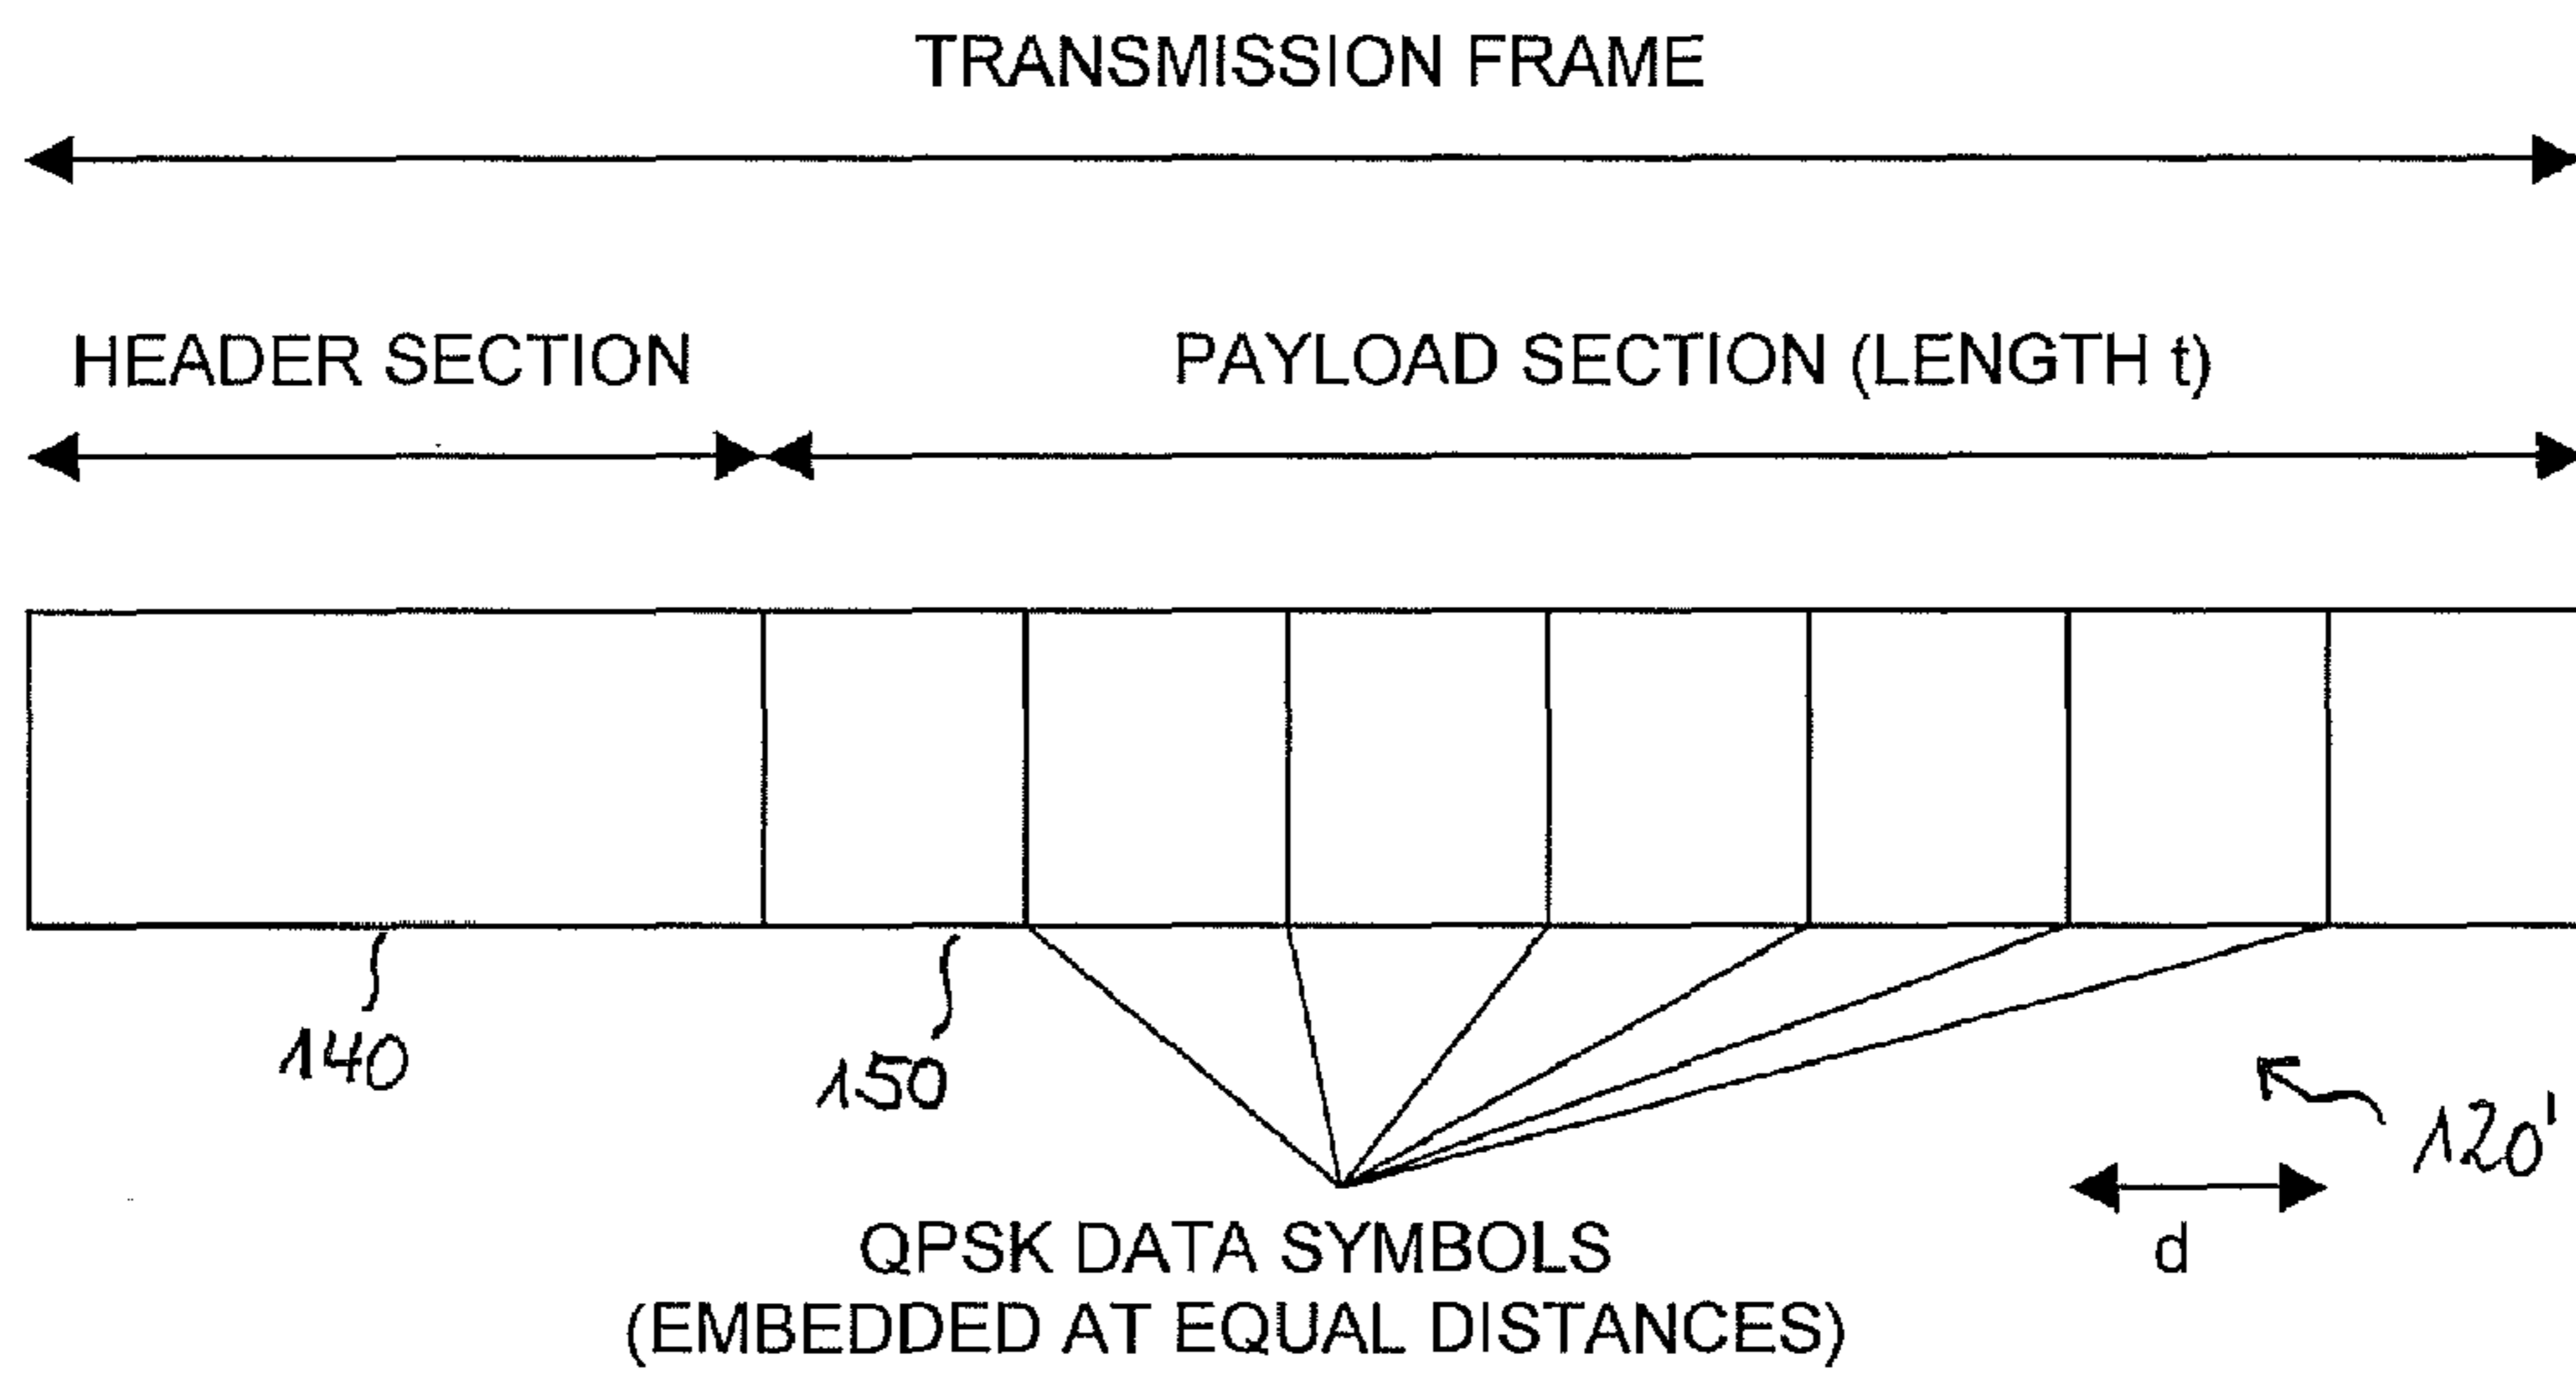 TRANSMISSION FRAME
HEADER SECTION
PAYLOAD SECTION (LENGTH t)
140
150
120'
d
QPSK DATA SYMBOLS
(EMBEDDED AT EQUAL DISTANCES)